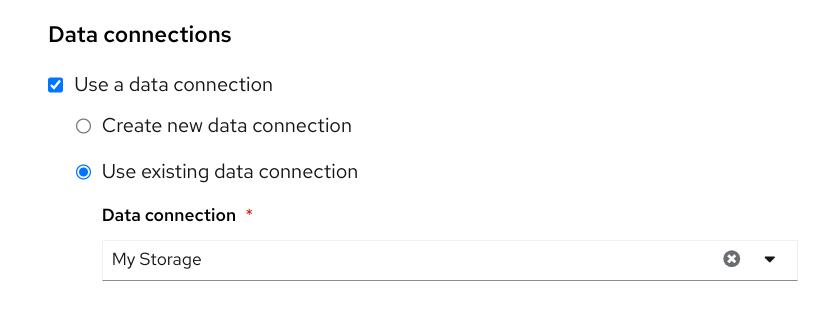 Data connections
Use a data connection
Create new data connection
Use existing data connection
Data connection *
My Storage